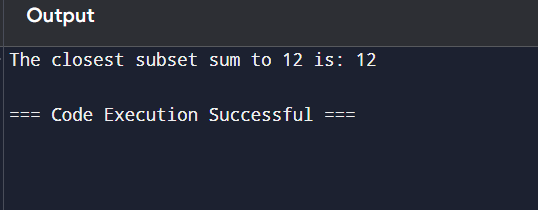 Output
The closest subset sum to 12 is: 12
=== Code Execution Successful ===